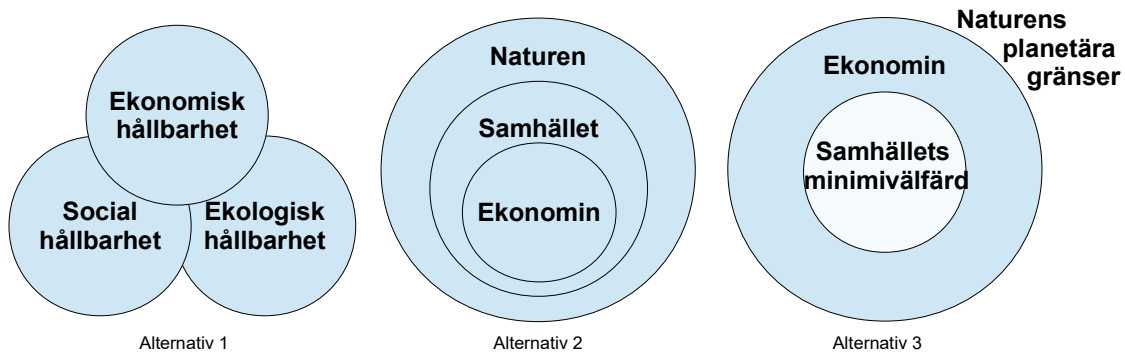 Ekonomisk
hållbarhet
Social
hållbarhet
Ekologisk
hållbarhet
Alternativ 1
Naturen
Samhället
Ekonomin
Alternativ 2
Naturens
planetära
gränser
Ekonomin
Samhällets
minimivälfärd
Alternativ 3